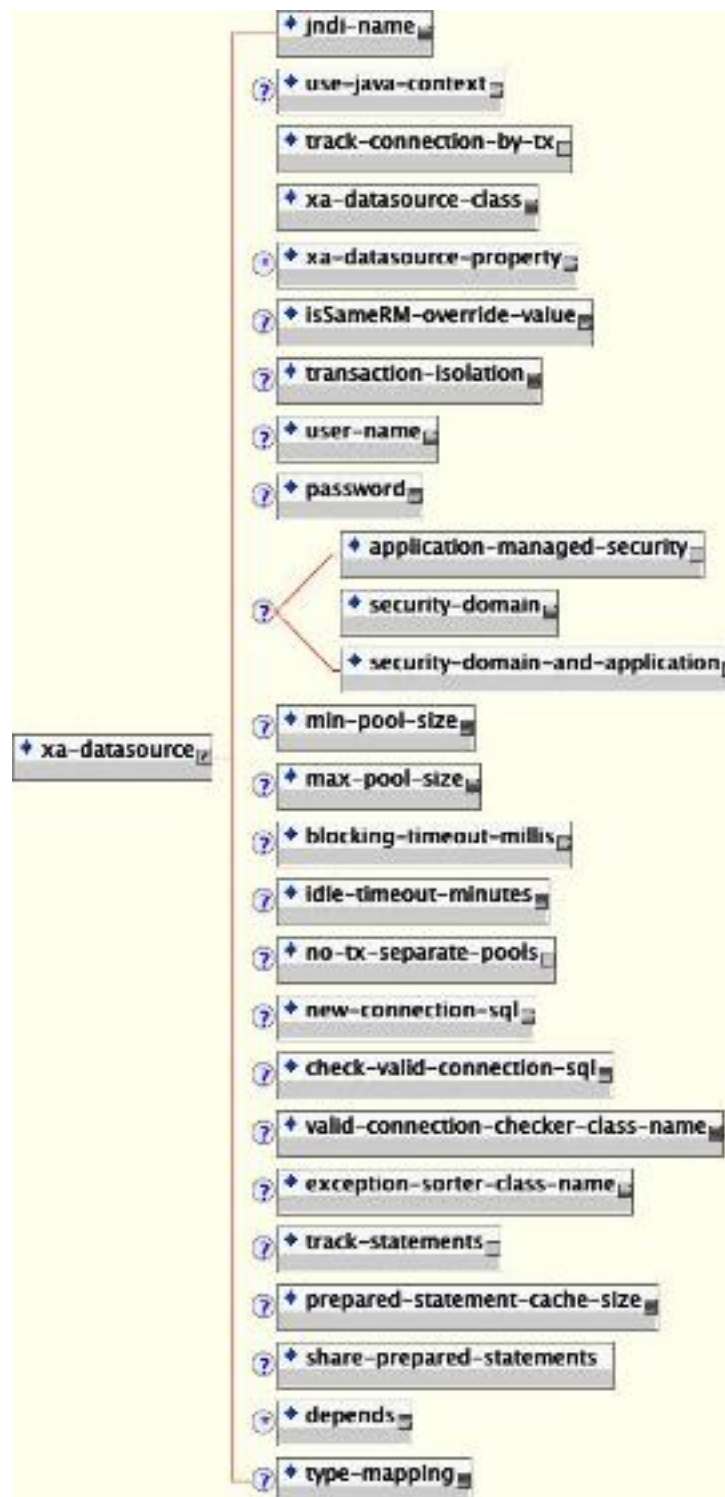 jndi-name
? use-java-context
track-connection-by-tx
xa-datasource-class
* xa-datasource-property
? isSameRM-override-value
? transaction-isolation
? user-name
? password
application-managed-security
? security-domain
security-domain-and-application
? min-pool-size
xa-datasource
? max-pool-size
? blocking-timeout-millis
? idle-timeout-minutes
? no-tx-separate-pools
? new-connection-sql
? check-valid-connection-sql
? valid-connection-checker-class-name
? exception-sorter-class-name
? track-statements
? prepared-statement-cache-size
? share-prepared-statements
* depends
? type-mapping